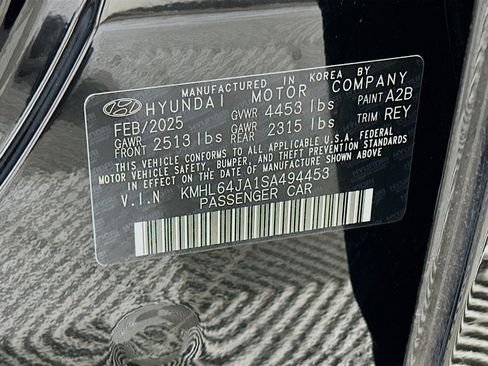 MANUFACTURED IN KOREA BY
HYUNDAI MOTOR COMPANY
FEB/2025 GVWR 4453 lbs PAINT A2B
GAWR FRONT 2513 lbs GAWR REAR 2315 lbs TRIM REY
THIS VEHICLE CONFORMS TO ALL APPLICABLE U.S.A. FEDERAL
MOTOR VEHICLE SAFETY, BUMPER, AND THEFT PREVENTION STANDARDS
IN EFFECT ON THE DATE OF MANUFACTURE SHOWN ABOVE.
V.I.N KMHL64JA1SA494453
PASSENGER CAR